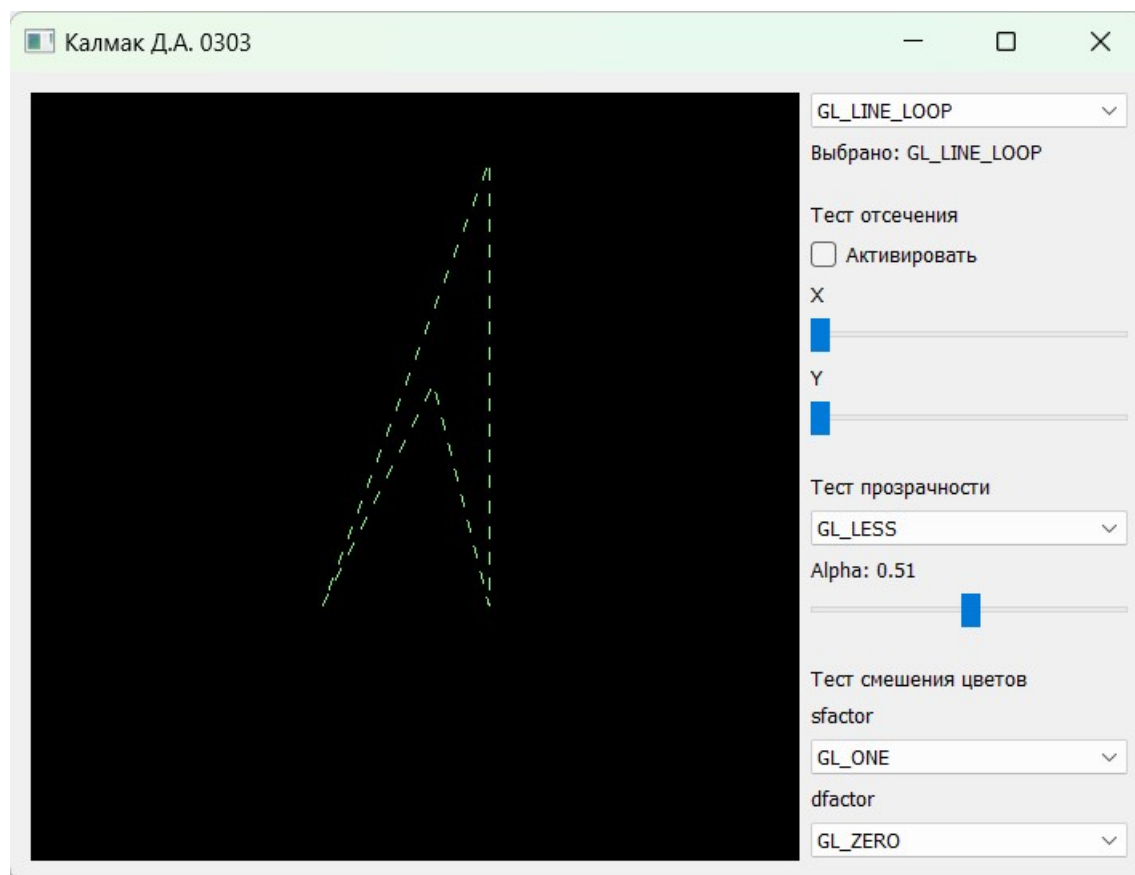 Калмак Д.А. 0303
GL_LINE_LOOP
Выбрано: GL_LINE_LOOP
Тест отсечения
Активировать
X
Y
Тест прозрачности
GL_LESS
Alpha: 0.51
Тест смешения цветов
sfactor
GL_ONE
dfactor
GL_ZERO